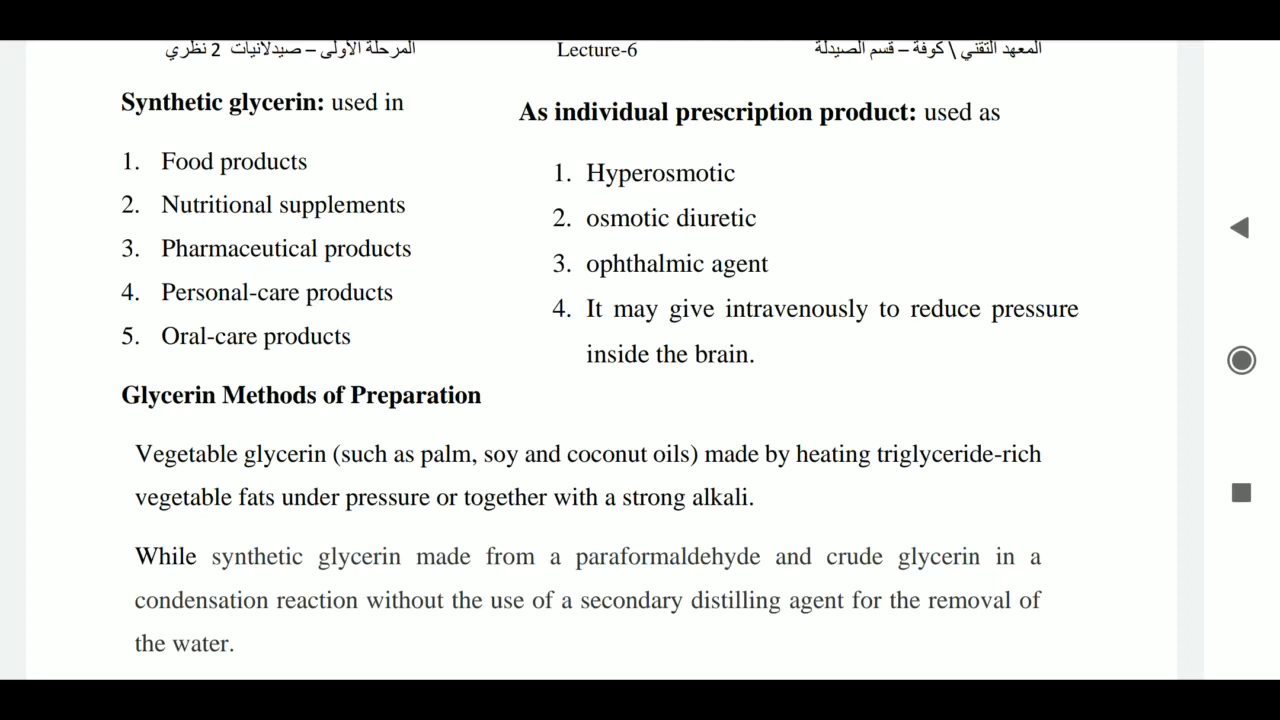 المعهد التقني \ كوفة – قسم الصيدلة
Lecture-6
المرحلة الأولى – صيدلانيات 2 نظري
Synthetic glycerin: used in
1. Food products
2. Nutritional supplements
3. Pharmaceutical products
4. Personal-care products
5. Oral-care products
As individual prescription product: used as
1. Hyperosmotic
2. osmotic diuretic
3. ophthalmic agent
4. It may give intravenously to reduce pressure
inside the brain.
Glycerin Methods of Preparation
Vegetable glycerin (such as palm, soy and coconut oils) made by heating triglyceride-rich
vegetable fats under pressure or together with a strong alkali.
While synthetic glycerin made from a paraformaldehyde and crude glycerin in a
condensation reaction without the use of a secondary distilling agent for the removal of
the water.